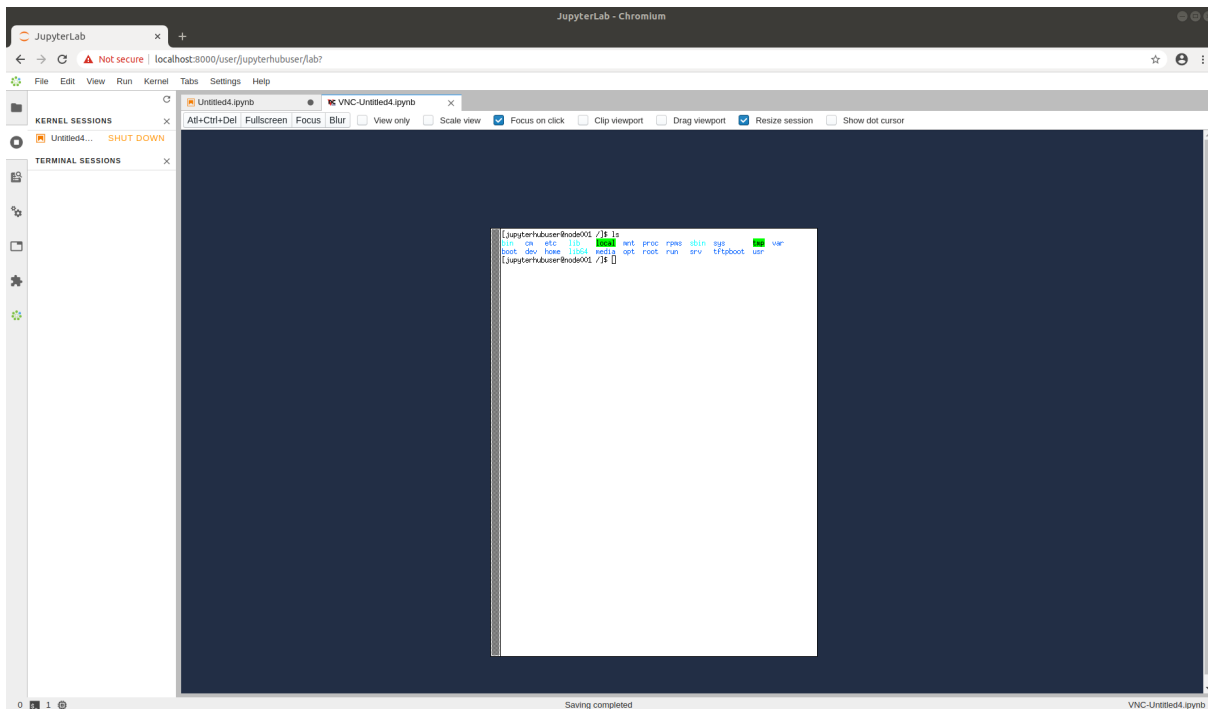 JupyterLab - Chromium
JupyterLab
Not secure | localhost:8000/user/jupyterhubuser/lab?
File Edit View Run Kernel Tabs Settings Help
Untitled4.ipynb VNC-Untitled4.ipynb
KERNEL SESSIONS
Atl+Ctrl+Del Fullscreen Focus Blur View only Scale view Focus on click Clip viewport Drag viewport Resize session Show dot cursor
Untitled4... SHUT DOWN
TERMINAL SESSIONS
[jupyterhubuser@node001 /]$ ls
bin cm etc lib local mnt proc rpms sbin sys tmp var
boot dev home lib64 media opt root run srv tftpboot usr
[jupyterhubuser@node001 /]$
0 1 Saving completed VNC-Untitled4.ipynb